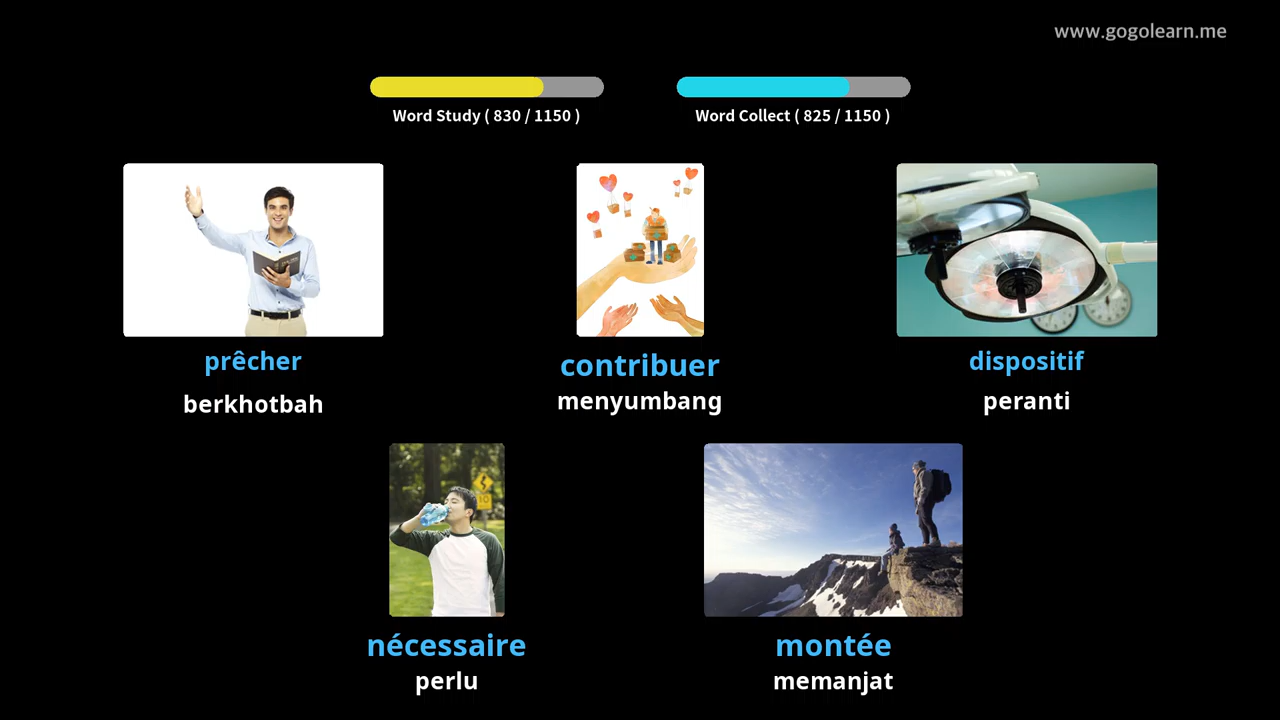 www.gogolearn.me
Word Study ( 830 / 1150 )
Word Collect ( 825 / 1150 )
prêcher
berkhotbah
contribuer
menyumbang
dispositif
peranti
nécessaire
perlu
montée
memanjat